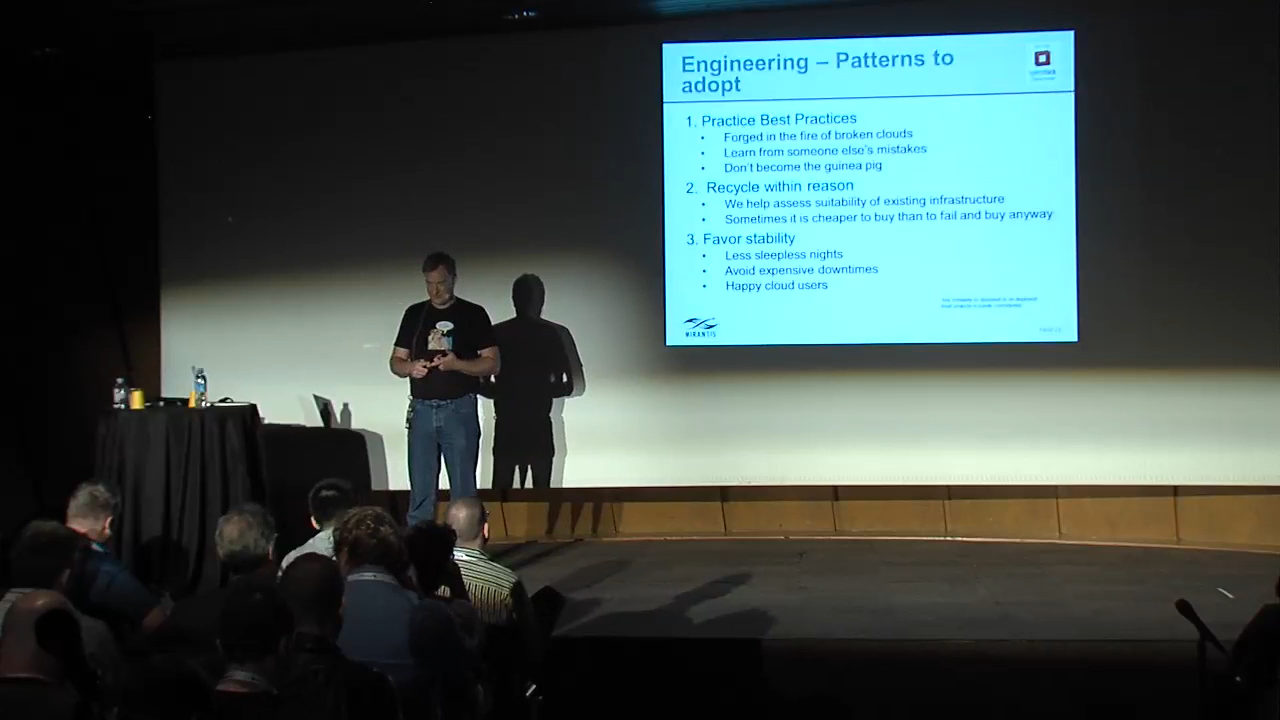 Engineering – Patterns to
adopt
1. Practice Best Practices
• Forged in the fire of broken clouds
• Learn from someone else's mistakes
• Don't become the guinea pig
2. Recycle within reason
• We help assess suitability of existing infrastructure
• Sometimes it is cheaper to buy than to fail and buy anyway
3. Favor stability
• Less sleepless nights
• Avoid expensive downtimes
• Happy cloud users
MIRANTIS